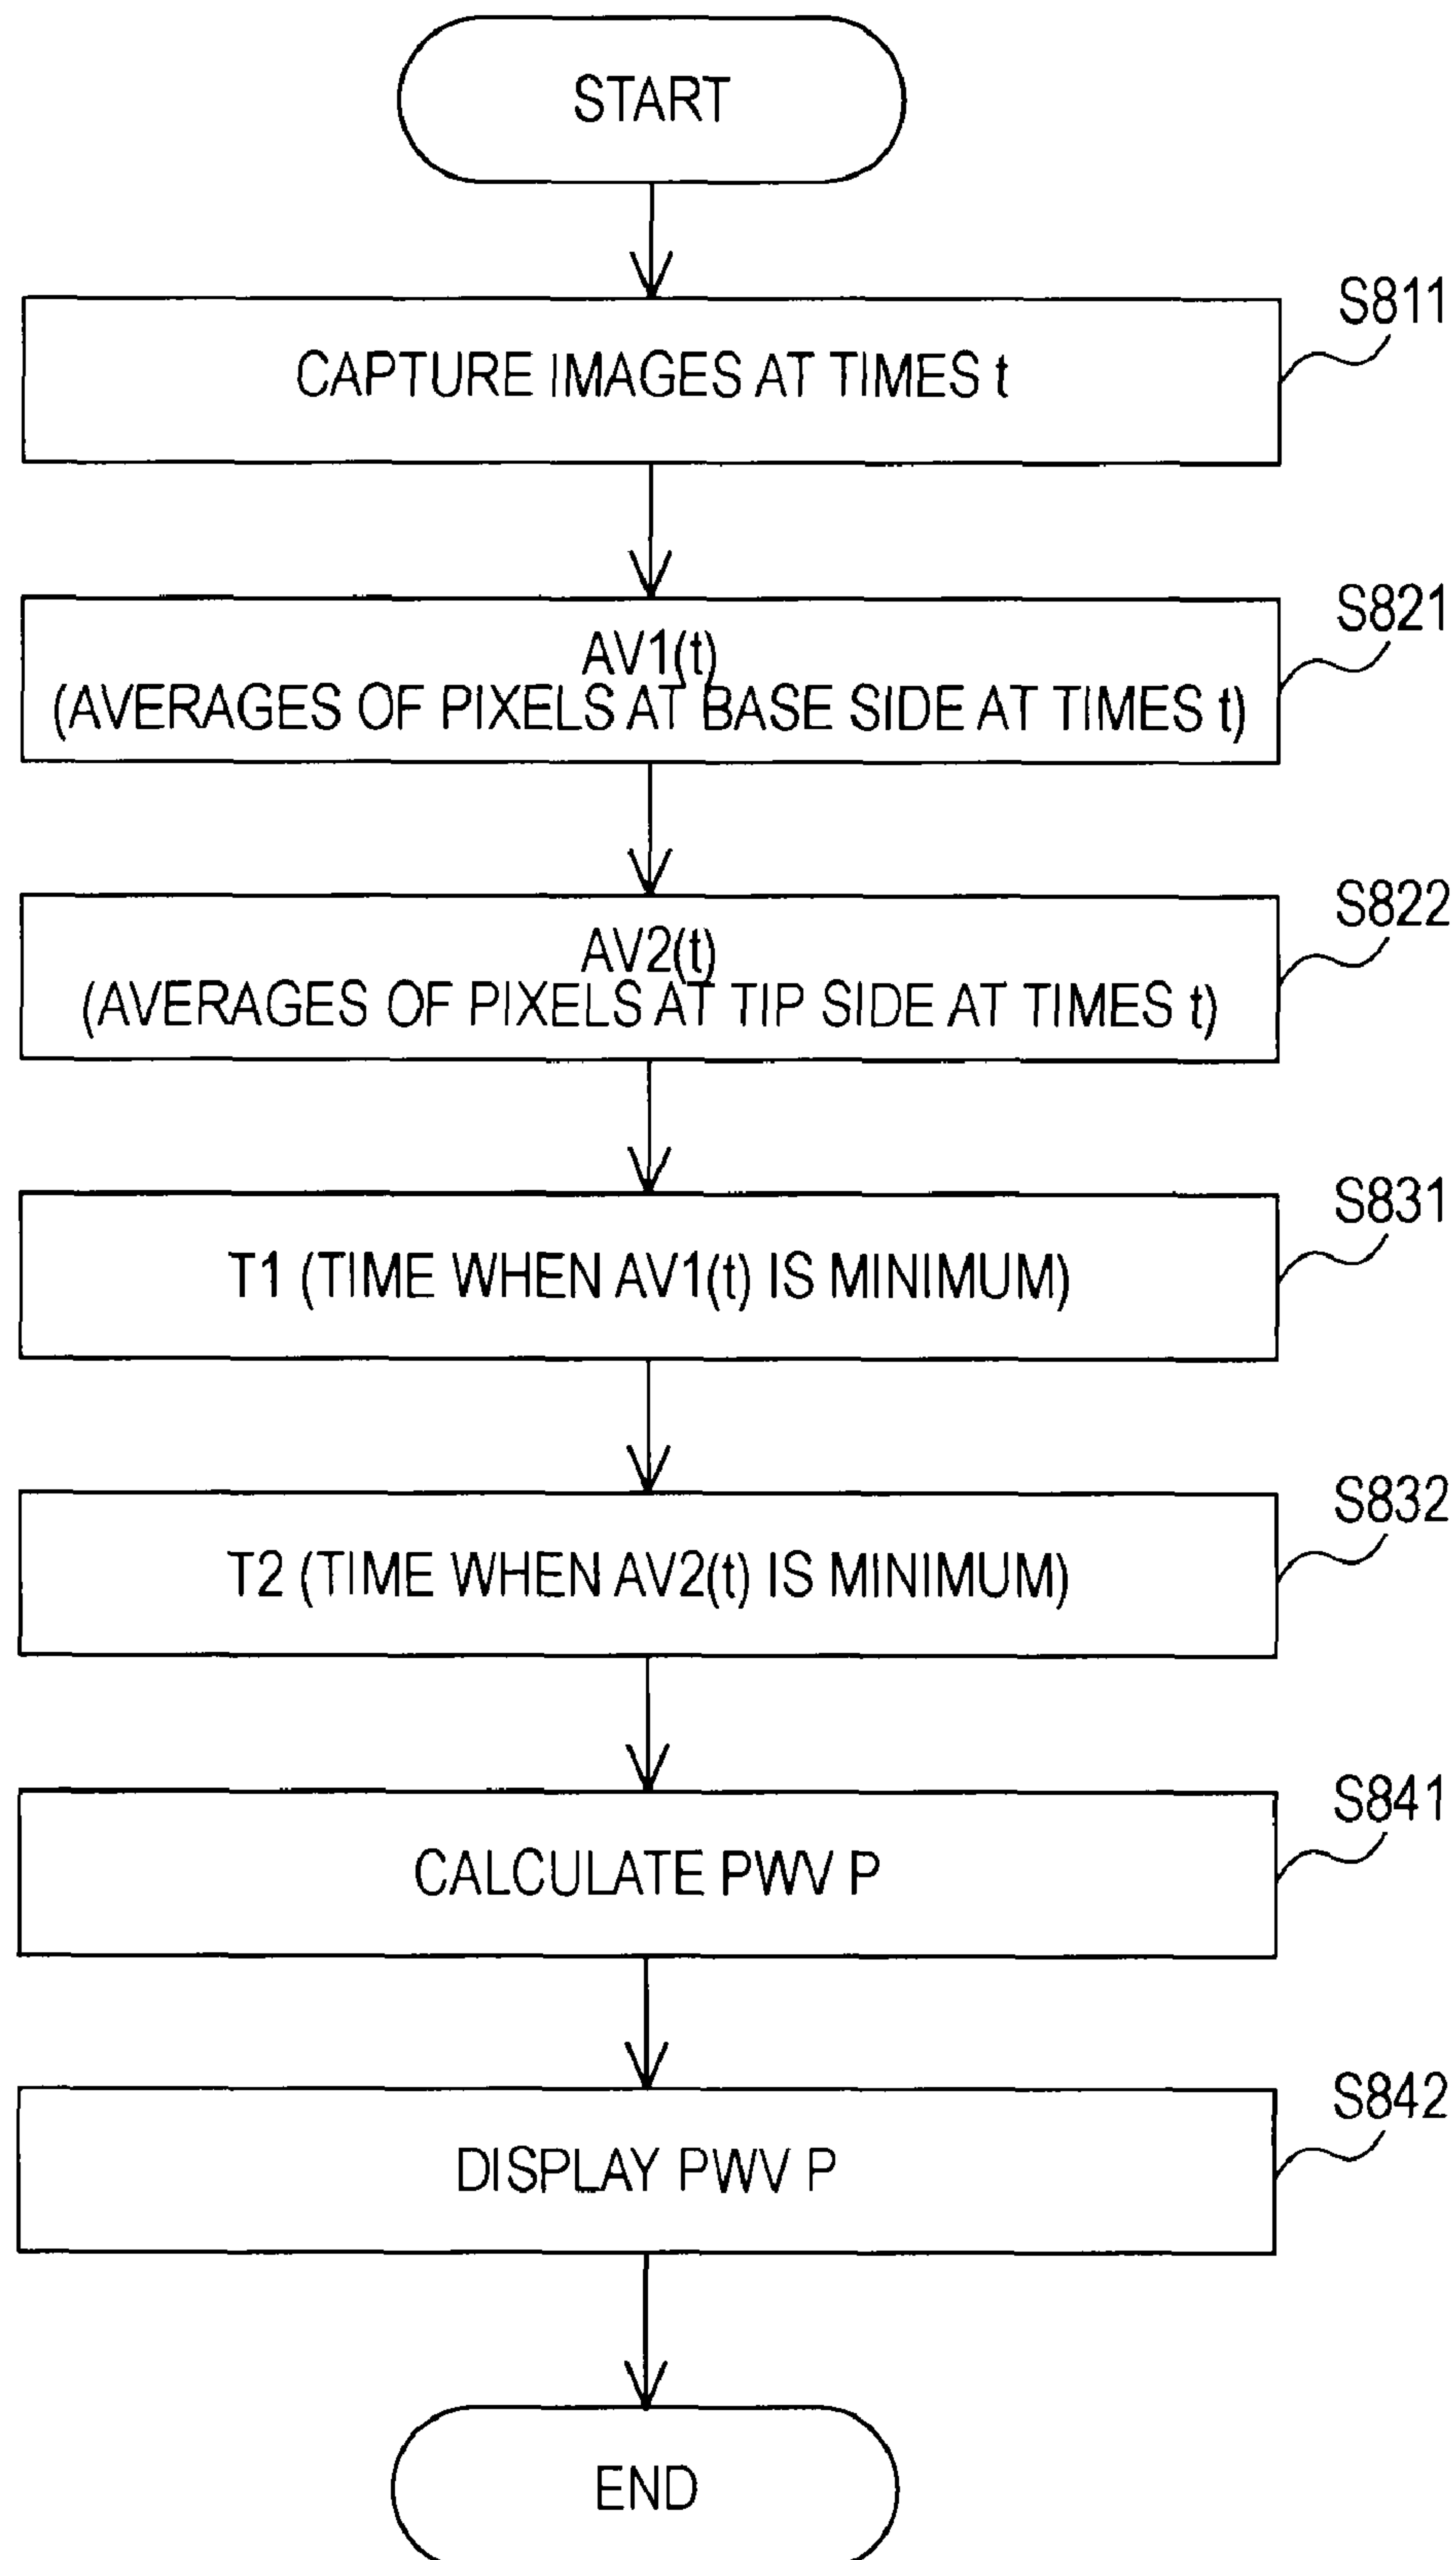 START
S811
CAPTURE IMAGES AT TIMES t
S821
AV1(t)
(AVERAGES OF PIXELS AT BASE SIDE AT TIMES t)
S822
AV2(t)
(AVERAGES OF PIXELS AT TIP SIDE AT TIMES t)
S831
T1 (TIME WHEN AV1(t) IS MINIMUM)
S832
T2 (TIME WHEN AV2(t) IS MINIMUM)
S841
CALCULATE PWV P
S842
DISPLAY PWV P
END